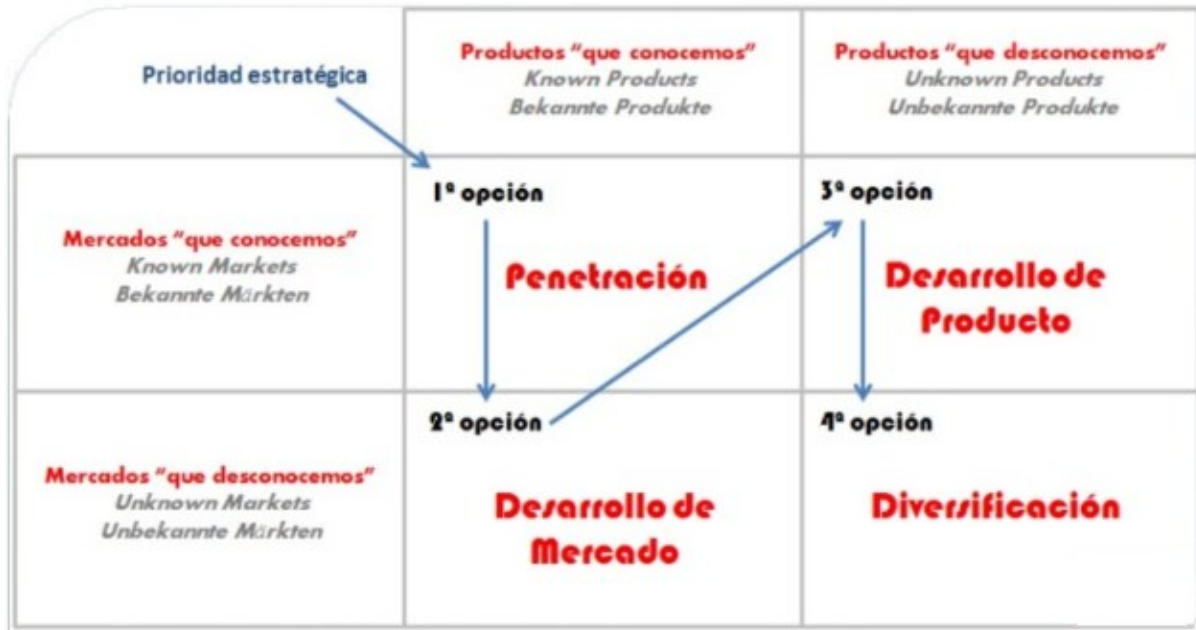 Prioridad estratégica
Productos “que conocemos”
Known Products
Bekannte Produkte
Productos “que desconocemos”
Unknown Products
Unbekannte Produkte
Mercados “que conocemos”
Known Markets
Bekannte Märkten
1ª opción
Penetración
3ª opción
Desarrollo de
Producto
Mercados “que desconocemos”
Unknown Markets
Unbekannte Märkten
2ª opción
Desarrollo de
Mercado
4ª opción
Diversificación